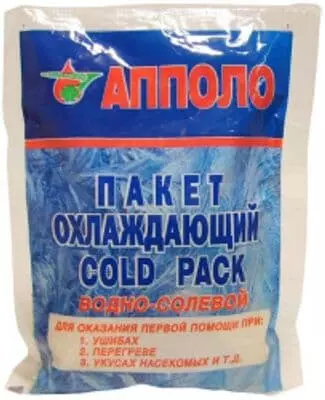 АППОЛО
ПАКЕТ
ОХЛАЖДАЮЩИЙ
COLD PACK
ВОДНО-СОЛЕВОЙ
ДЛЯ ОКАЗАНИЯ ПЕРВОЙ ПОМОЩИ ПРИ:
1. УШИБАХ
2. ПЕРЕГРЕВЕ
3. УКУСАХ НАСЕКОМЫХ И Т.Д.